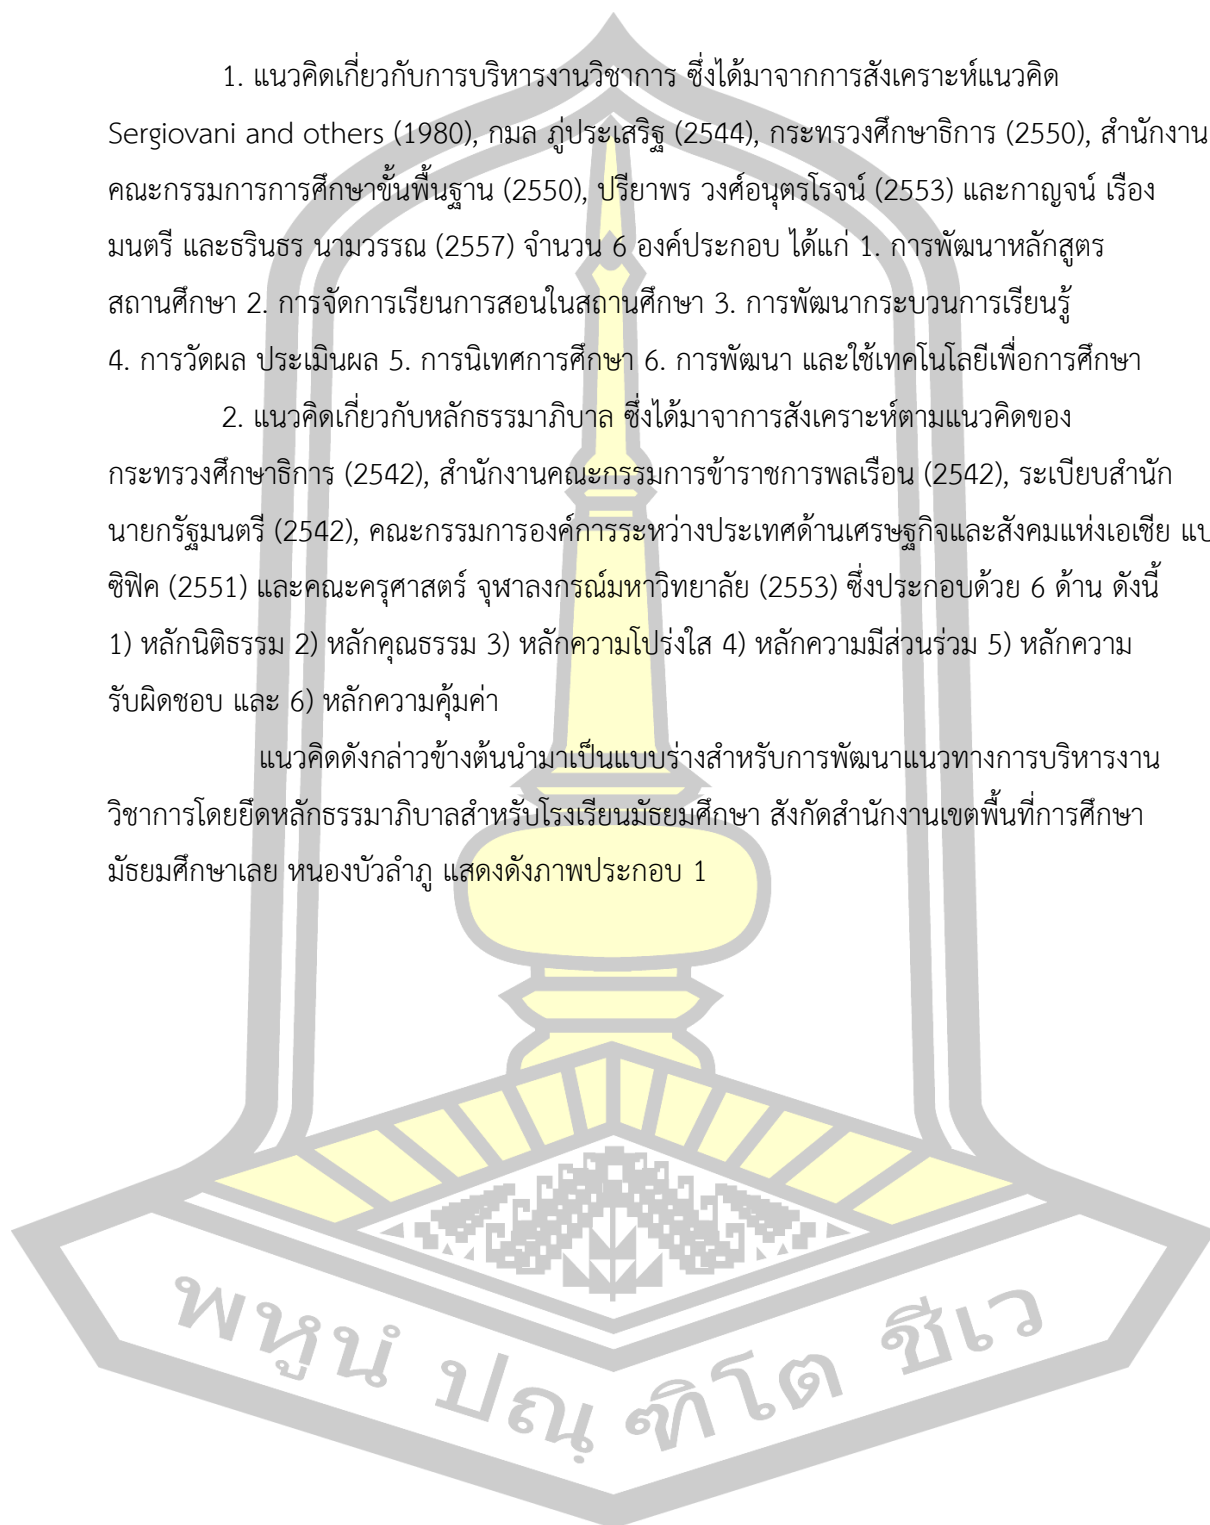 1. แนวคิดเกี่ยวกับการบริหารงานวิชาการ ซึ่งได้มาจากการสังเคราะห์แนวคิด
Sergiovani and others (1980), กมล ภู่ประเสริฐ (2544), กระทรวงศึกษาธิการ (2550), สำนักงาน
คณะกรรมการการศึกษาขั้นพื้นฐาน (2550), ปรียาพร วงศ์อนุตรโรจน์ (2553) และกาญจน์ เรือง
มนตรี และธรินธร นามวรรณ (2557) จำนวน 6 องค์ประกอบ ได้แก่ 1. การพัฒนาหลักสูตร
สถานศึกษา 2. การจัดการเรียนการสอนในสถานศึกษา 3. การพัฒนากระบวนการเรียนรู้
4. การวัดผล ประเมินผล 5. การนิเทศการศึกษา 6. การพัฒนา และใช้เทคโนโลยีเพื่อการศึกษา
2. แนวคิดเกี่ยวกับหลักธรรมาภิบาล ซึ่งได้มาจาการสังเคราะห์ตามแนวคิดของ
กระทรวงศึกษาธิการ (2542), สำนักงานคณะกรรมการข้าราชการพลเรือน (2542), ระเบียบสำนัก
นายกรัฐมนตรี (2542), คณะกรรมการองค์การระหว่างประเทศด้านเศรษฐกิจและสังคมแห่งเอเชีย แป
ซิฟิค (2551) และคณะครุศาสตร์ จุฬาลงกรณ์มหาวิทยาลัย (2553) ซึ่งประกอบด้วย 6 ด้าน ดังนี้
1) หลักนิติธรรม 2) หลักคุณธรรม 3) หลักความโปร่งใส 4) หลักความมีส่วนร่วม 5) หลักความ
รับผิดชอบ และ 6) หลักความคุ้มค่า
แนวคิดดังกล่าวข้างต้นนำมาเป็นแบบร่างสำหรับการพัฒนาแนวทางการบริหารงาน
วิชาการโดยยึดหลักธรรมาภิบาลสำหรับโรงเรียนมัธยมศึกษา สังกัดสำนักงานเขตพื้นที่การศึกษา
มัธยมศึกษาเลย หนองบัวลำภู แสดงดังภาพประกอบ 1
พหูนํ ปณฺ ฑิโต ชีเว